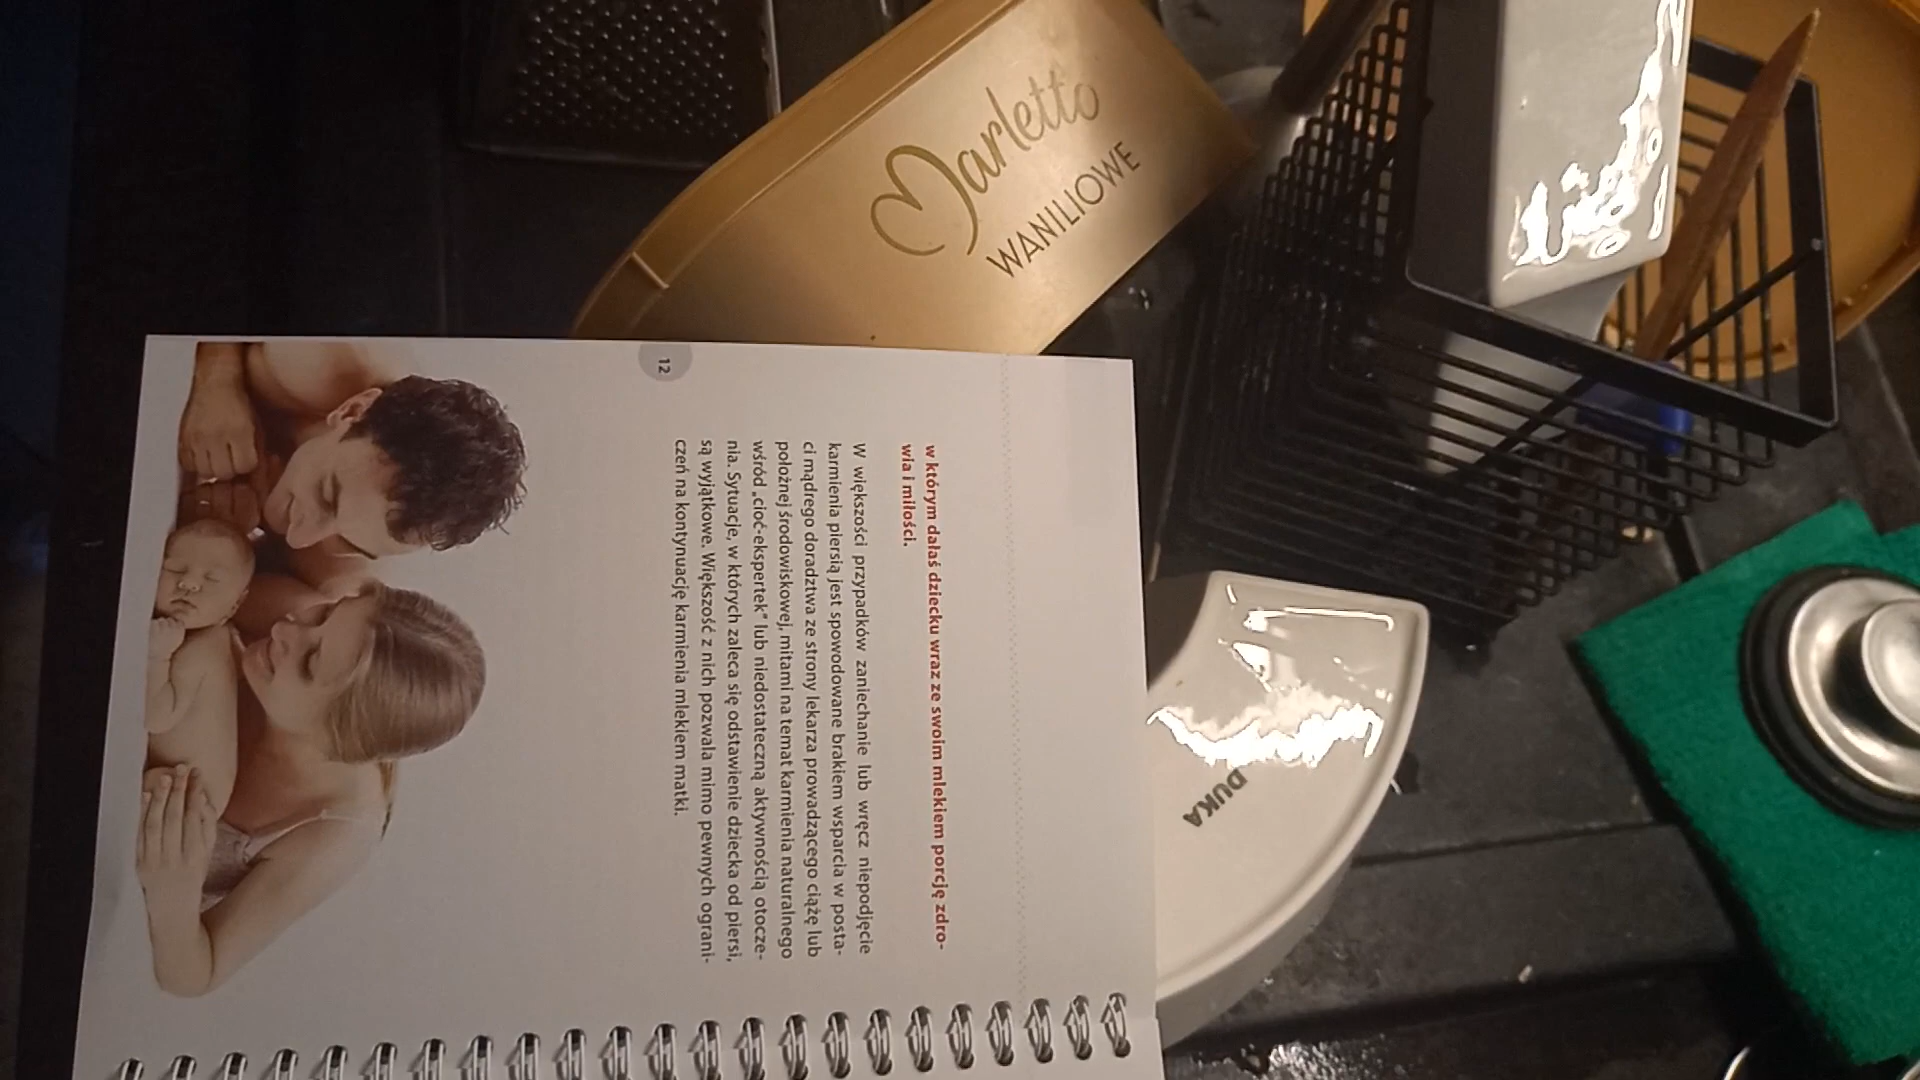 w którym dałaś dziecku wraz ze swoim mlekiem porcję zdro-
wia i miłości.
W większości przypadków zaniechanie lub wręcz niepodjęcie
karmienia piersią jest spowodowane brakiem wsparcia w posta-
ci mądrego doradztwa ze strony lekarza prowadzącego ciążę lub
położnej środowiskowej, mitami na temat karmienia naturalnego
wśród „cioć-ekspertek” lub niedostateczną aktywnością otocze-
nia. Sytuacje, w których zaleca się odstawienie dziecka od piersi,
są wyjątkowe. Większość z nich pozwala mimo pewnych ograni-
czeń na kontynuację karmienia mlekiem matki.
12
Marletto
WANILIOWE
DUKA